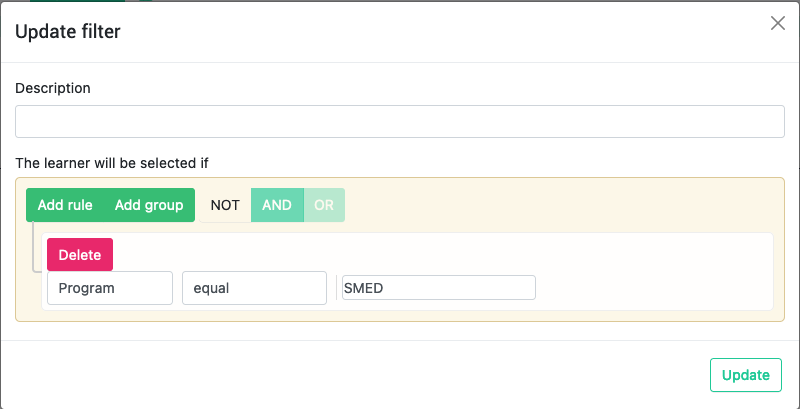 Update filter
Description
The learner will be selected if
Add rule Add group NOT AND OR
Delete
Program equal SMED
Update